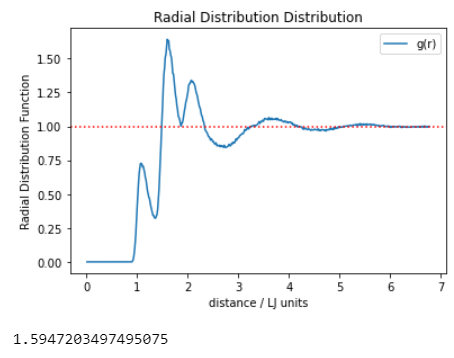 Radial Distribution Distribution
g(r)
Radial Distribution Function
1.50
1.25
1.00
0.75
0.50
0.25
0.00
0 1 2 3 4 5 6 7
distance / LJ units
1.5947203497495075